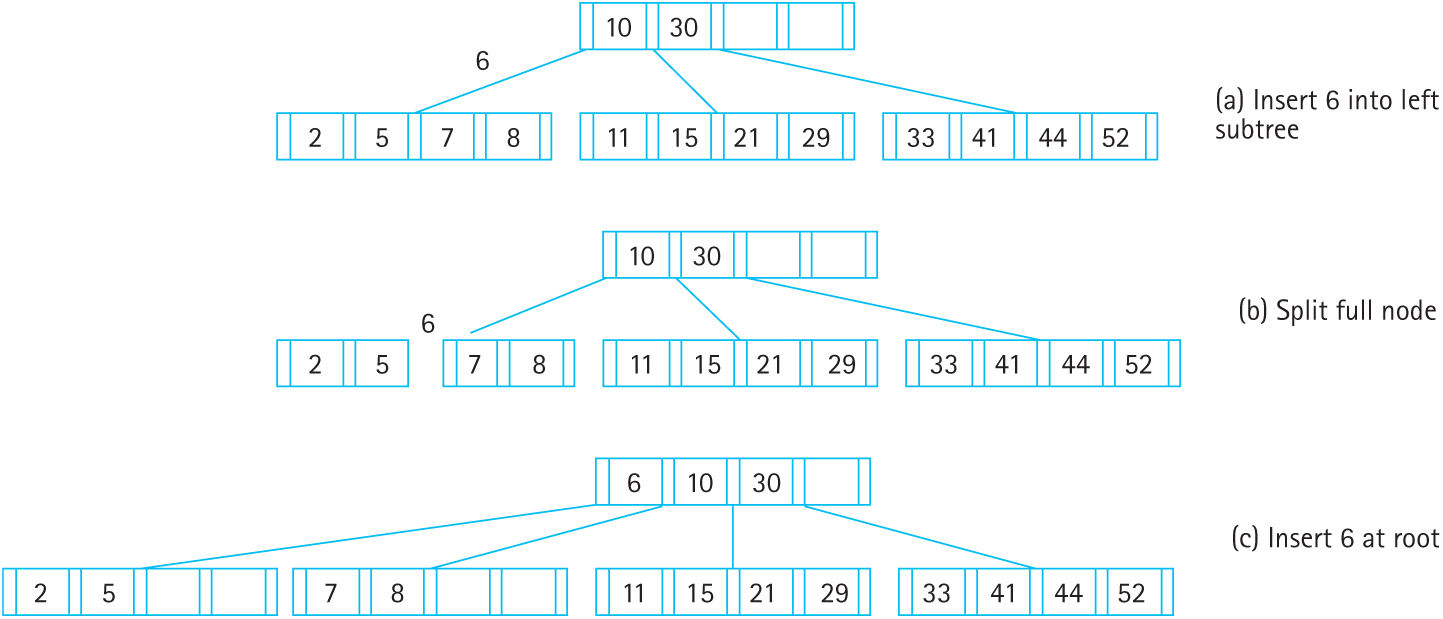 10 30
6
2 5 7 8 11 15 21 29 33 41 44 52
(a) Insert 6 into left
subtree
10 30
6
2 5 7 8 11 15 21 29 33 41 44 52
(b) Split full node
6 10 30
2 5 7 8 11 15 21 29 33 41 44 52
(c) Insert 6 at root